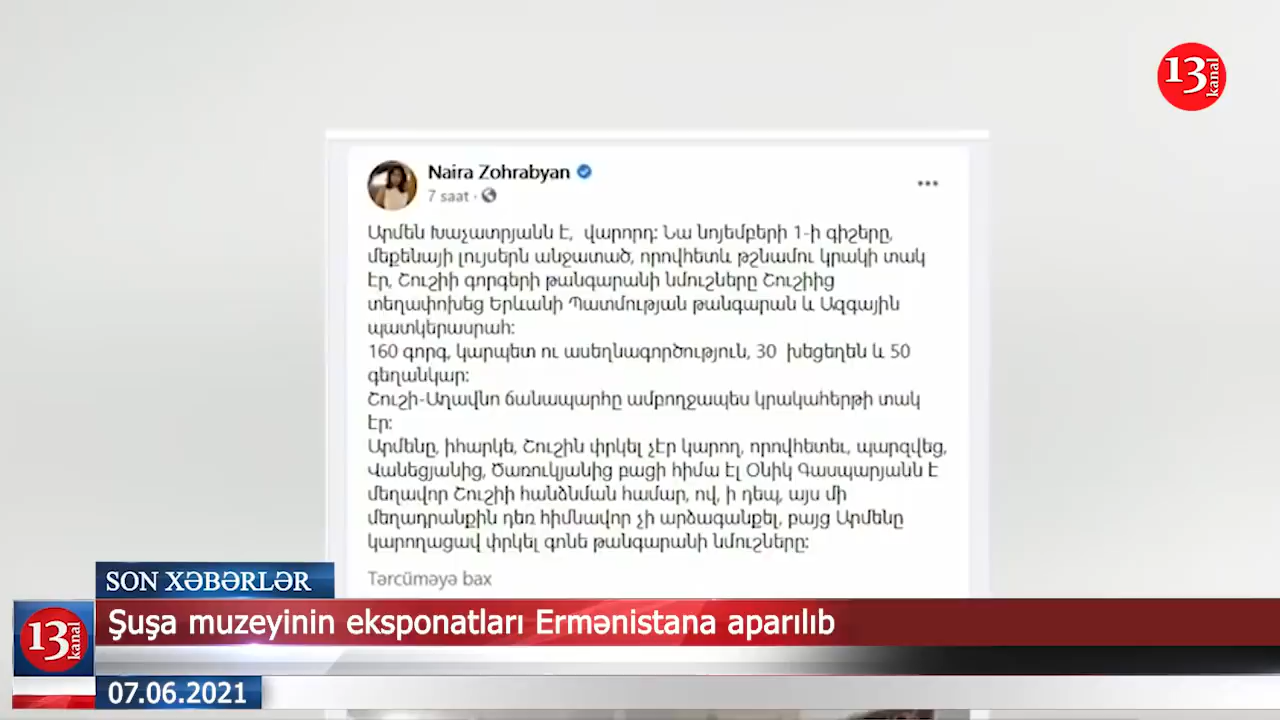 13 kanal
Naira Zohrabyan
7 saat ·
Արմեն Խաչատրյանն է, վարորդ: Նա նոյեմբերի 1-ի գիշերը,
մեքենայի լույսերն անջատած, որովհետև թշնամու կրակի տակ
էր, Շուշիի գորգերի թանգարանի նմուշները Շուշիից
տեղափոխեց Երևանի Պատմության թանգարան և Ազգային
պատկերասրահ:
160 գորգ, կարպետ ու ասեղնագործություն, 30 խեցեղեն և 50
գեղանկար:
Շուշի-Աղավնո ճանապարհը ամբողջապես կրակահերթի տակ
էր:
Արմենը, իհարկե, Շուշին փրկել չէր կարող, որովհետեւ, պարզվեց,
Վանեցյանից, Ծառուկյանից բացի հիմա էլ Օնիկ Գասպարյանն է
մեղավոր Շուշիի հանձնման համար, ով, ի դեպ, այս մի
մեղադրանքին դեռ հիմնավոր չի արձագանքել, բայց Արմենը
կարողացավ փրկել գոնե թանգարանի նմուշները:
Tərcüməyə bax
SON XƏBƏRLƏR
13 kanal
Şuşa muzeyinin eksponatları Ermənistana aparılıb
07.06.2021